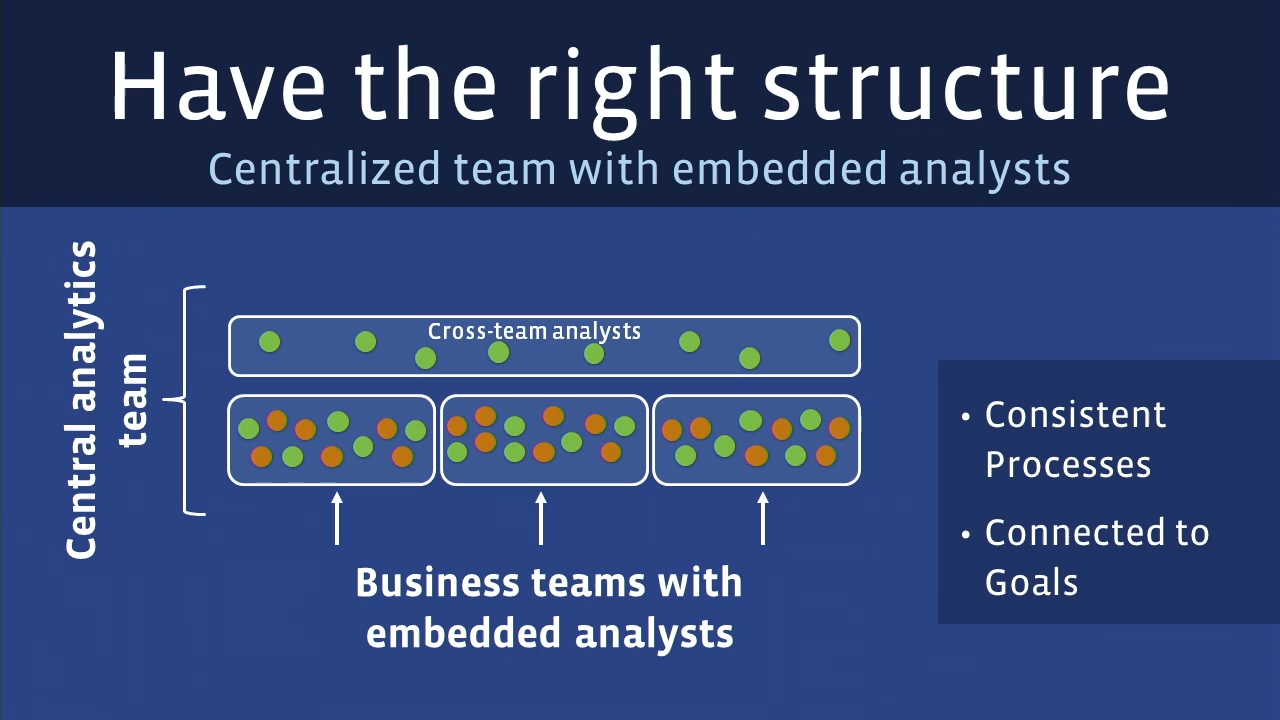 Have the right structure
Centralized team with embedded analysts
Central analytics
team
Cross-team analysts
Business teams with
embedded analysts
• Consistent
Processes
• Connected to
Goals